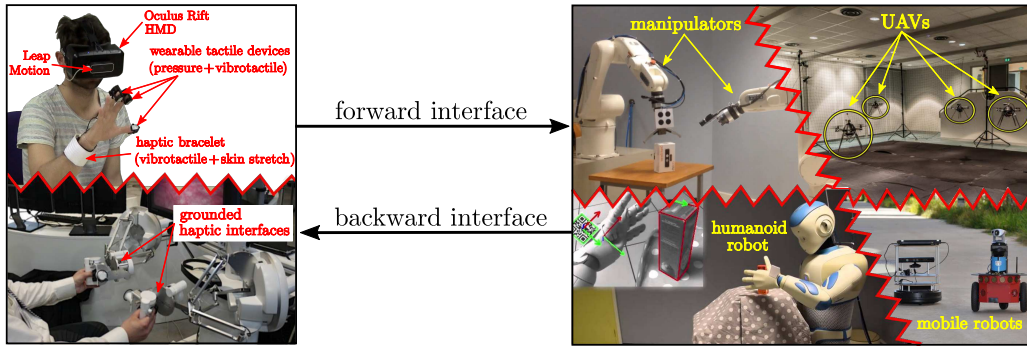 Oculus Rift
HMD
Leap
Motion
wearable tactile devices
(pressure+vibrotactile)
haptic bracelet
(vibrotactile+skin stretch)
grounded
haptic interfaces
forward interface
backward interface
manipulators
UAVs
humanoid
robot
mobile robots